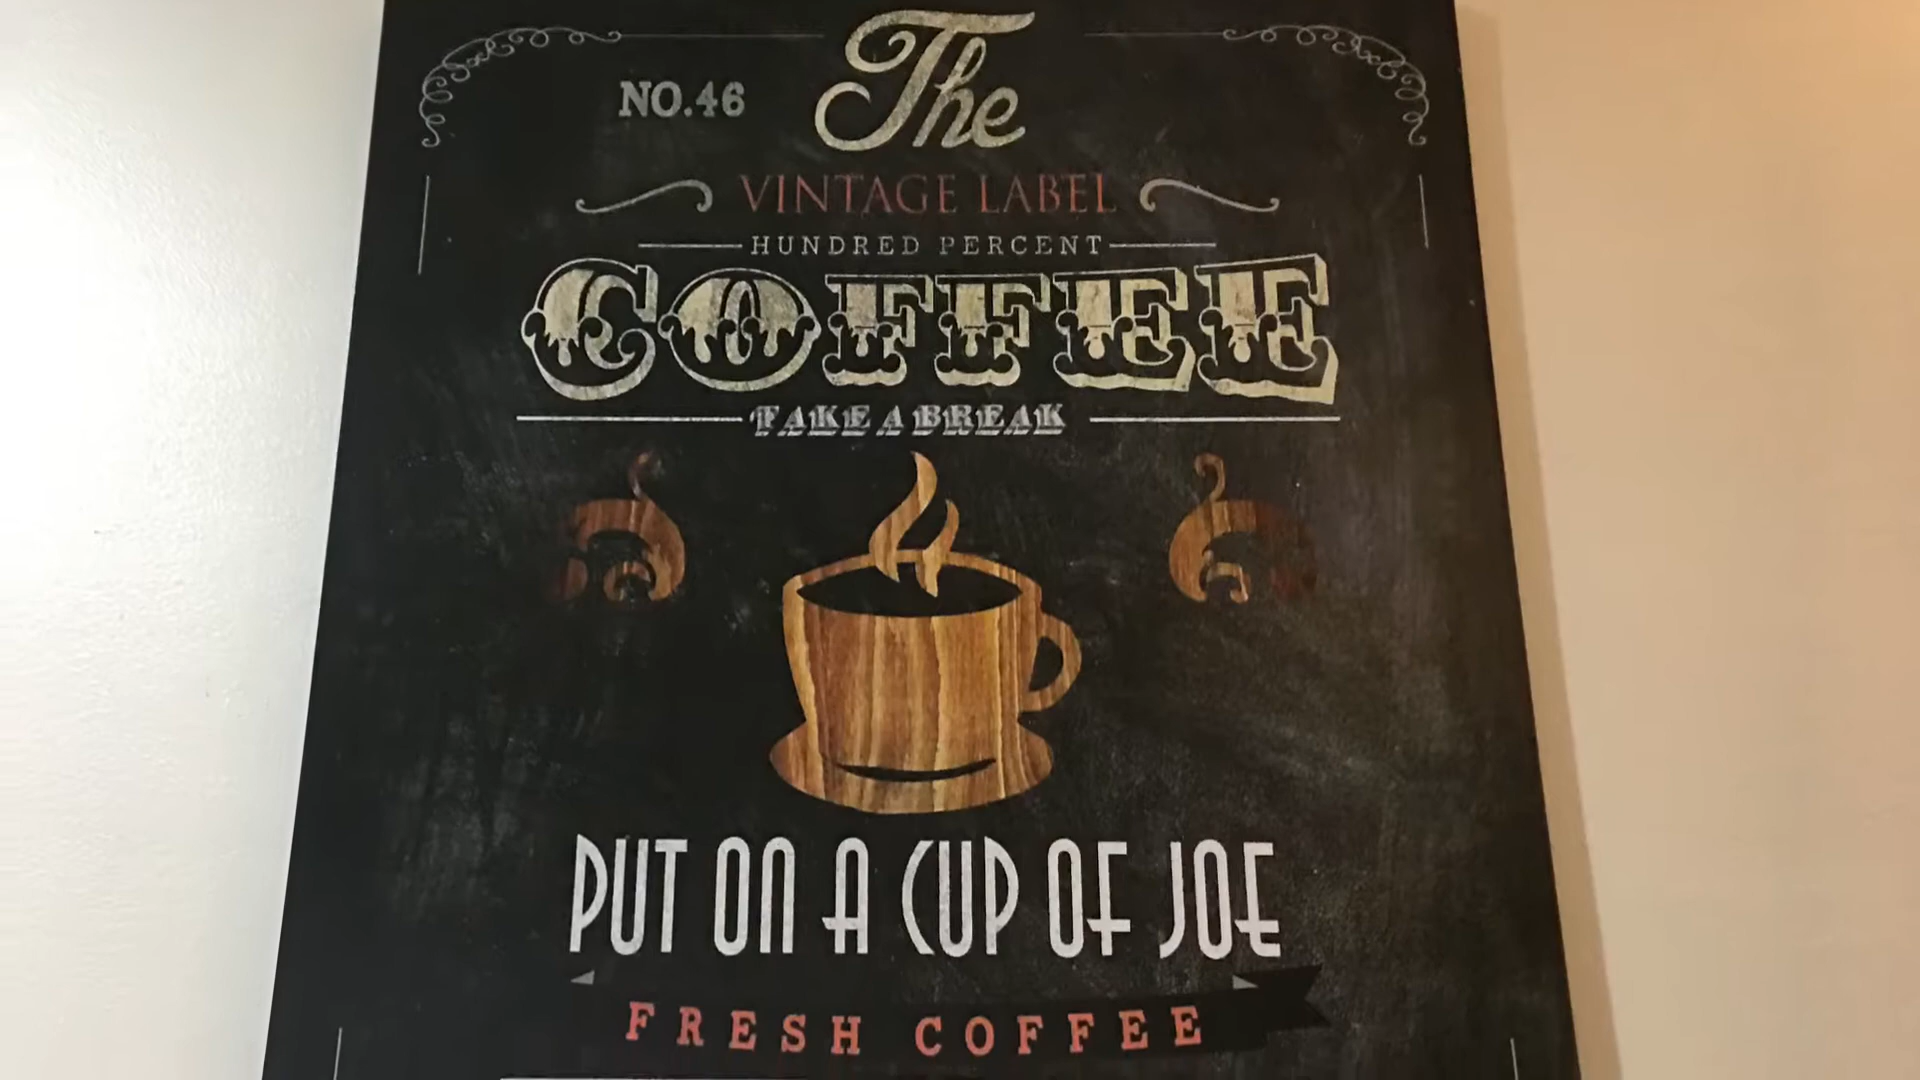 The
NO.46
VINTAGE LABEL
HUNDRED PERCENT
COFFEE
TAKE A BREAK
PUT ON A CUP OF JOE
FRESH COFFEE